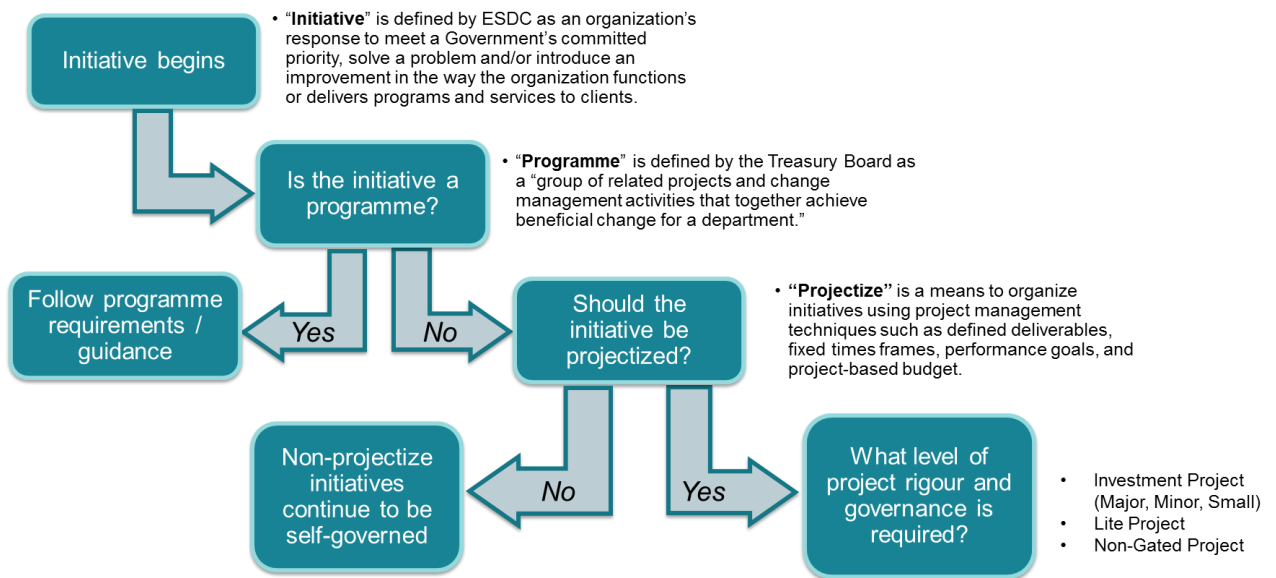 Initiative begins
• “Initiative” is defined by ESDC as an organization’s
response to meet a Government’s committed
priority, solve a problem and/or introduce an
improvement in the way the organization functions
or delivers programs and services to clients.
Is the initiative a
programme?
• “Programme” is defined by the Treasury Board as
a “group of related projects and change
management activities that together achieve
beneficial change for a department.”
Follow programme
requirements /
guidance
Yes
No
Should the
initiative be
projectized?
• “Projectize” is a means to organize
initiatives using project management
techniques such as defined deliverables,
fixed times frames, performance goals, and
project-based budget.
Non-projectize
initiatives
continue to be
self-governed
No
Yes
What level of
project rigour and
governance is
required?
• Investment Project
(Major, Minor, Small)
• Lite Project
• Non-Gated Project